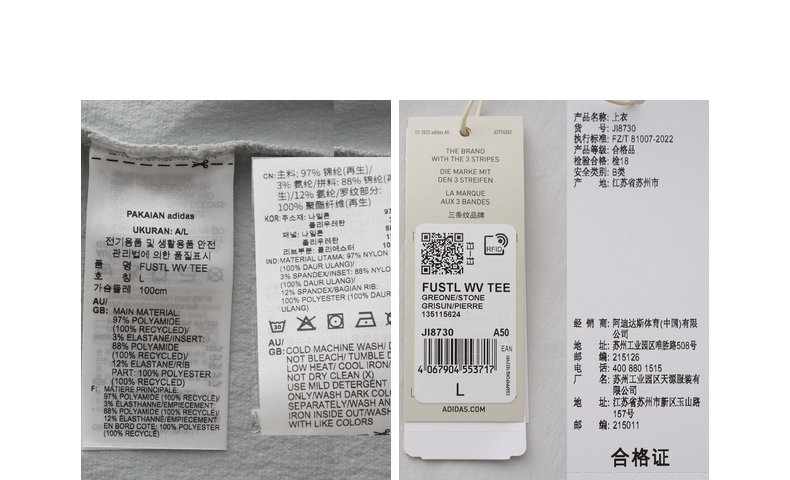 PAKAIAN adidas
UKURAN: A/L
전기용품 및 생활용품 안전
관리법에 의한 품질표시
품 명 FUSTL WV TEE
호 칭 L
가슴둘레 100cm
AU/
GB: MAIN MATERIAL:
97% POLYAMIDE
(100% RECYCLED)/
3% ELASTANE/INSERT:
88% POLYAMIDE
(100% RECYCLED)/
12% ELASTANE/RIB
PART: 100% POLYESTER
(100% RECYCLED)
F: MATIERE PRINCIPALE:
97% POLYAMIDE (100% RECYCLE)/
3% ELASTHANNE/EMPIECEMENT:
88% POLYAMIDE (100% RECYCLE)/
12% ELASTHANNE/EMPIECEMENT
EN BORD COTE: 100% POLYESTER
(100% RECYCLE)
CN: 主料: 97% 锦纶(再生)/
3% 氨纶/拼料: 88% 锦纶(再
生)/12% 氨纶/罗纹部分:
100% 聚酯纤维(再生)
KOR: 주소재: 나일론
폴리우레탄
패널: 나일론
폴리우레탄
리브부분: 폴리에스터
IND: MATERIAL UTAMA: 97% NYLON
(100% DAUR ULANG)/
3% SPANDEX/INSET: 88% NYLON
(100% DAUR ULANG)/
12% SPANDEX/BAGIAN RIB:
100% POLYESTER (100% DAUR
ULANG)
AU/
GB: COLD MACHINE WASH/
NOT BLEACH/ TUMBLE D
LOW HEAT/ COOL IRON/
NOT DRY CLEAN (X)
USE MILD DETERGENT
ONLY/WASH DARK COLO
SEPARATELY/WASH AN
IRON INSIDE OUT/WASH
WITH LIKE COLORS
© 2022 adidas AG
THE BRAND
WITH THE 3 STRIPES
DIE MARKE MIT
DEN 3 STREIFEN
LA MARQUE
AUX 3 BANDES
三条纹品牌
RFID
FUSTL WV TEE
GREONE/STONE
GRISUN/PIERRE
135115624
JI8730 A50
EAN
4 067904 553717
L
ADIDAS.COM
产品名称: 上衣
货 号: JI8730
执行标准: FZ/T 81007-2022
产品等级: 合格品
检验合格: 检18
安全类别: B类
产 地: 江苏省苏州市
经 销 商: 阿迪达斯体育(中国)有限
公司
地 址: 苏州工业园区唯胜路508号
邮 编: 215126
电 话: 400 880 1515
厂 名: 苏州工业园区天源服装有
限公司
地 址: 江苏省苏州市新区玉山路
157号
邮 编: 215011
合格证